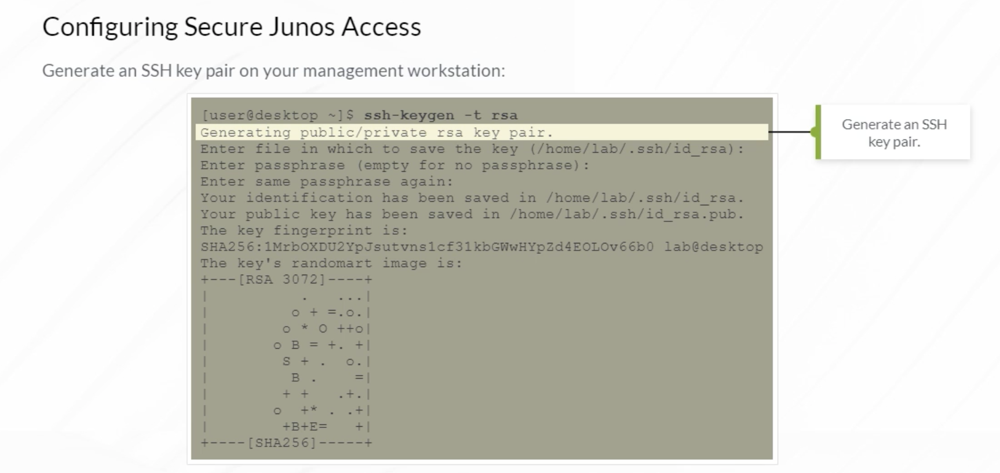 Configuring Secure Junos Access
Generate an SSH key pair on your management workstation:
[user@desktop ~]$ ssh-keygen -t rsa
Generating public/private rsa key pair.
Enter file in which to save the key (/home/lab/.ssh/id_rsa):
Enter passphrase (empty for no passphrase):
Enter same passphrase again:
Your identification has been saved in /home/lab/.ssh/id_rsa.
Your public key has been saved in /home/lab/.ssh/id_rsa.pub.
The key fingerprint is:
SHA256:1MrbOXDU2YpJsutvns1cf31kbGWwHYpZd4EOLOv66b0 lab@desktop
The key's randomart image is:
+---[RSA 3072]----+
|           .   ...|
|          o + =.o.|
|         o * O ++o|
|        o B = +. +|
|         S + .  o.|
|          B .    =|
|         + +   .+.|
|        o  +* . .+|
|         +B+E=   +|
+----[SHA256]-----+
Generate an SSH
key pair.